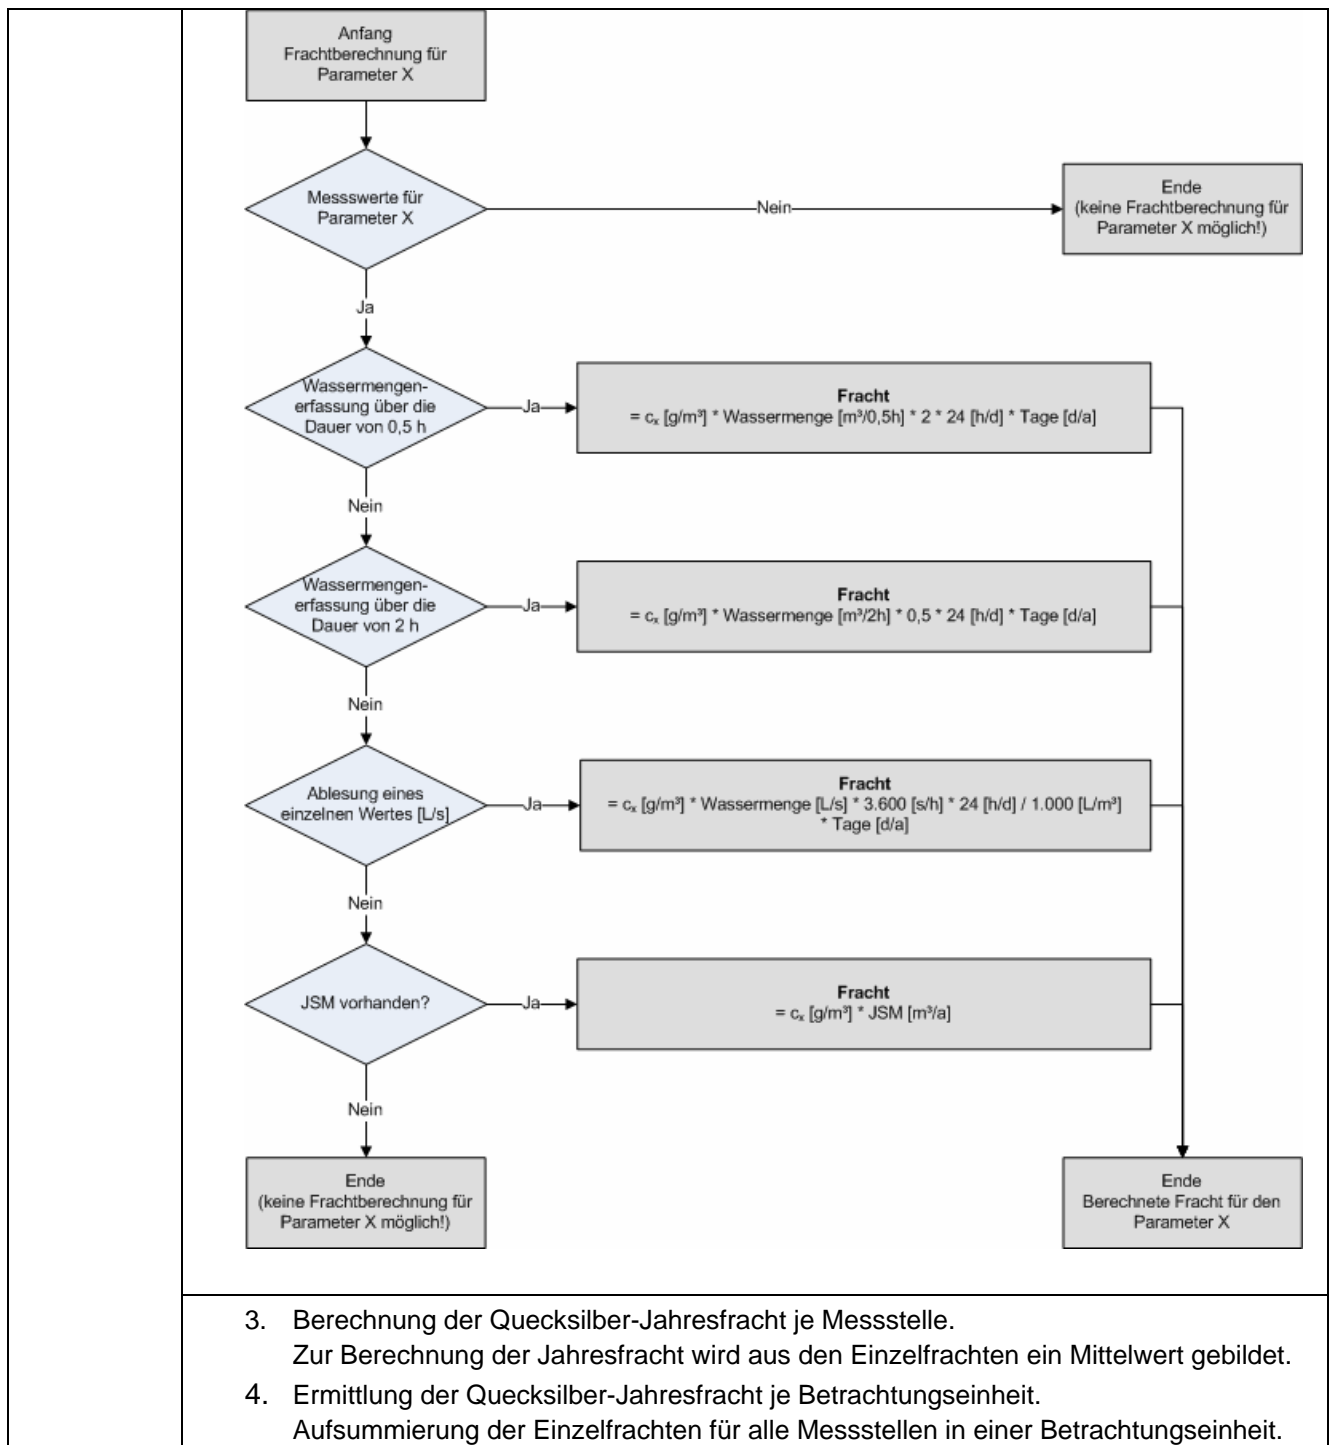 Anfang
Frachtberechnung für
Parameter X
Messswerte für
Parameter X
Nein
Ende
(keine Frachtberechnung für
Parameter X möglich!)
Ja
Wassermengen-
erfassung über die
Dauer von 0,5 h
Ja
Fracht
= cₓ [g/m³] * Wassermenge [m³/0,5h] * 2 * 24 [h/d] * Tage [d/a]
Nein
Wassermengen-
erfassung über die
Dauer von 2 h
Ja
Fracht
= cₓ [g/m³] * Wassermenge [m³/2h] * 0,5 * 24 [h/d] * Tage [d/a]
Nein
Ablesung eines
einzelnen Wertes [L/s]
Ja
Fracht
= cₓ [g/m³] * Wassermenge [L/s] * 3.600 [s/h] * 24 [h/d] / 1.000 [L/m³]
* Tage [d/a]
Nein
JSM vorhanden?
Ja
Fracht
= cₓ [g/m³] * JSM [m³/a]
Nein
Ende
(keine Frachtberechnung für
Parameter X möglich!)
Ende
Berechnete Fracht für den
Parameter X
3. Berechnung der Quecksilber-Jahresfracht je Messstelle.
Zur Berechnung der Jahresfracht wird aus den Einzelfrachten ein Mittelwert gebildet.
4. Ermittlung der Quecksilber-Jahresfracht je Betrachtungseinheit.
Aufsummierung der Einzelfrachten für alle Messstellen in einer Betrachtungseinheit.